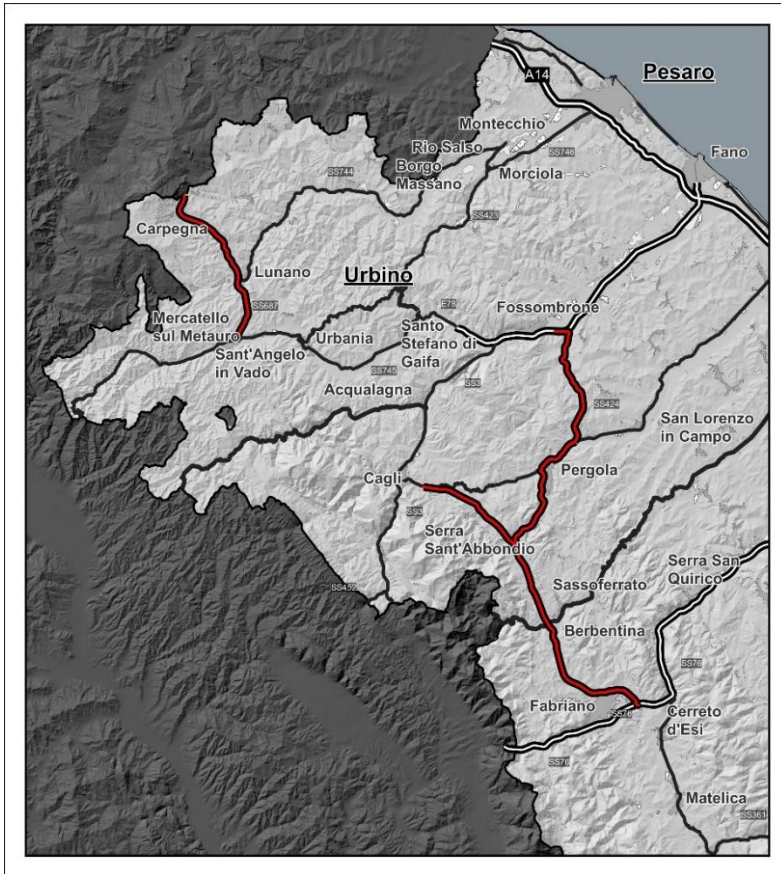 A14
Pesaro
Montecchio
Fano
Rio Salso
SS746
Borgo
Massano
Morciola
SS744
SS423
Carpegna
Lunano
Urbino
SS687
E78
Fossombrone
Mercatello
sul Metauro
Urbania
Santo
Stefano di
Gaifa
Sant'Angelo
in Vado
SS745
SS3
Acqualagna
SS424
San Lorenzo
in Campo
Cagli
Pergola
SS3
Serra
Sant'Abbondio
Serra San
Quirico
Sassoferrato
SS452
Berbentina
SS76
Fabriano
SS76
Cerreto
d'Esi
SS76
Matelica
SS361